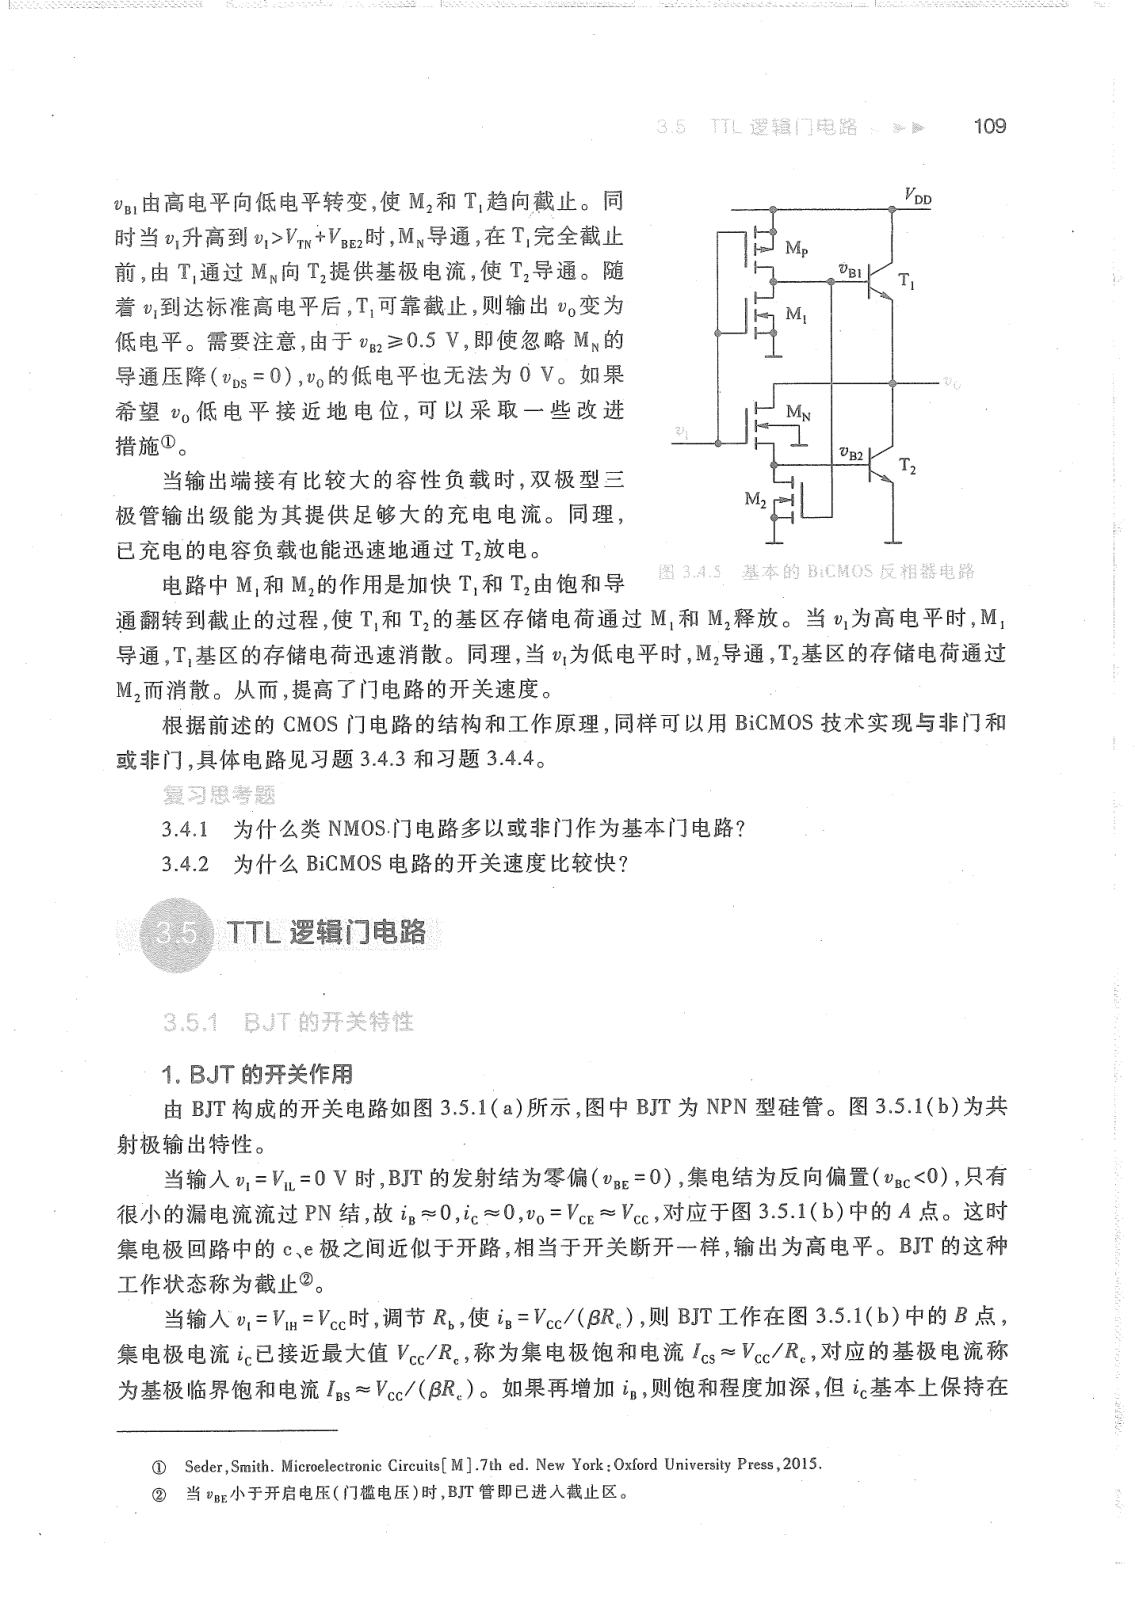 3.5 TTL 逻辑门电路 109
v_B1由高电平向低电平转变,使 M₂和 T₁趋向截止。同
时当 v_I升高到 v_I>V_TN+V_BE2时,M_N导通,在 T₁完全截止
前,由 T₁通过 M_N向 T₂提供基极电流,使 T₂导通。随
着 v_I到达标准高电平后,T₁可靠截止,则输出 v_O变为
低电平。需要注意,由于 v_B2≥0.5 V,即使忽略 M_N的
导通压降(v_DS=0),v_O的低电平也无法为 0 V。如果
希望 v_O低电平接近地电位,可以采取一些改进
措施①。
当输出端接有比较大的容性负载时,双极型三
极管输出级能为其提供足够大的充电电流。同理,
已充电的电容负载也能迅速地通过 T₂放电。
电路中 M₁和 M₂的作用是加快 T₁和 T₂由饱和导
V_DD
M_P
v_B1
T₁
M₁
v_O
M_N
v_I
v_B2
T₂
M₂
图 3.4.5 基本的 BiCMOS 反相器电路
通翻转到截止的过程,使 T₁和 T₂的基区存储电荷通过 M₁和 M₂释放。当 v_I为高电平时,M₁
导通,T₁基区的存储电荷迅速消散。同理,当 v_I为低电平时,M₂导通,T₂基区的存储电荷通过
M₂而消散。从而,提高了门电路的开关速度。
根据前述的 CMOS 门电路的结构和工作原理,同样可以用 BiCMOS 技术实现与非门和
或非门,具体电路见习题 3.4.3 和习题 3.4.4。
复习思考题
3.4.1 为什么类 NMOS 门电路多以或非门作为基本门电路?
3.4.2 为什么 BiCMOS 电路的开关速度比较快?
3.5 TTL 逻辑门电路
3.5.1 BJT 的开关特性
1. BJT 的开关作用
由 BJT 构成的开关电路如图 3.5.1(a)所示,图中 BJT 为 NPN 型硅管。图 3.5.1(b)为共
射极输出特性。
当输入 v_I=V_IL=0 V 时,BJT 的发射结为零偏(v_BE=0),集电结为反向偏置(v_BC<0),只有
很小的漏电流流过 PN 结,故 i_B≈0,i_C≈0,v_O=V_CE≈V_CC,对应于图 3.5.1(b)中的 A 点。这时
集电极回路中的 c、e 极之间近似于开路,相当于开关断开一样,输出为高电平。BJT 的这种
工作状态称为截止②。
当输入 v_I=V_IH=V_CC时,调节 R_b,使 i_B=V_CC/(βR_c),则 BJT 工作在图 3.5.1(b)中的 B 点,
集电极电流 i_C已接近最大值 V_CC/R_c,称为集电极饱和电流 I_CS≈V_CC/R_c,对应的基极电流称
为基极临界饱和电流 I_BS≈V_CC/(βR_c)。如果再增加 i_B,则饱和程度加深,但 i_C基本上保持在
① Seder,Smith. Microelectronic Circuits[M].7th ed. New York:Oxford University Press,2015.
② 当 v_BE小于开启电压(门槛电压)时,BJT 管即已进入截止区。